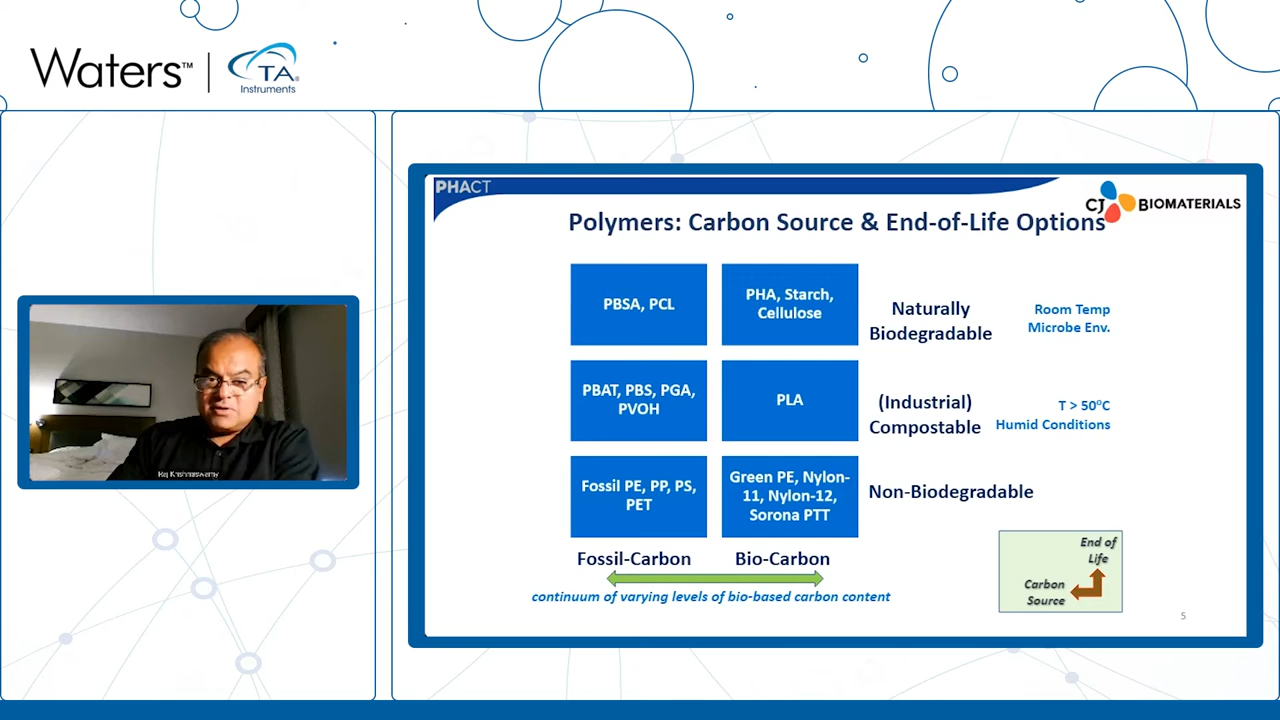 Waters™
TA®
Instruments
Raj Krishnaswamy
PHACT
CJ BIOMATERIALS
Polymers: Carbon Source & End-of-Life Options
PBSA, PCL
PHA, Starch,
Cellulose
Naturally
Biodegradable
Room Temp
Microbe Env.
PBAT, PBS, PGA,
PVOH
PLA
(Industrial)
Compostable
T > 50°C
Humid Conditions
Fossil PE, PP, PS,
PET
Green PE, Nylon-
11, Nylon-12,
Sorona PTT
Non-Biodegradable
Fossil-Carbon
Bio-Carbon
continuum of varying levels of bio-based carbon content
End of
Life
Carbon
Source
5